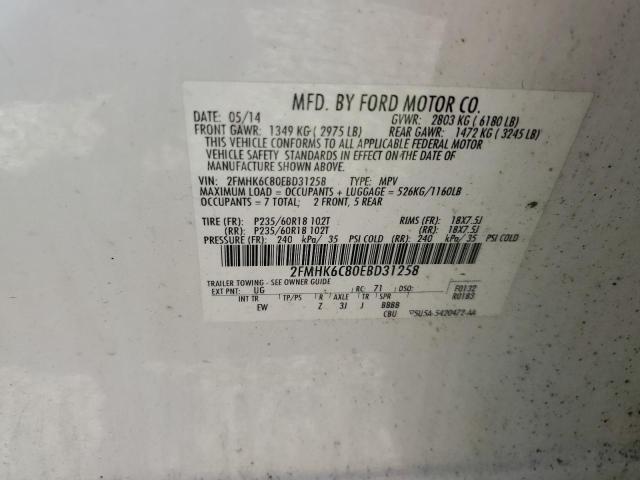 MFD. BY FORD MOTOR CO.
DATE: 05/14 GVWR: 2803 KG ( 6180 LB)
FRONT GAWR: 1349 KG ( 2975 LB) REAR GAWR: 1472 KG ( 3245 LB)
THIS VEHICLE CONFORMS TO ALL APPLICABLE FEDERAL MOTOR
VEHICLE SAFETY STANDARDS IN EFFECT ON THE DATE OF
MANUFACTURE SHOWN ABOVE.
VIN: 2FMHK6C80EBD31258 TYPE: MPV
MAXIMUM LOAD = OCCUPANTS + LUGGAGE = 526KG/1160LB
OCCUPANTS = 7 TOTAL; 2 FRONT, 5 REAR
TIRE (FR): P235/60R18 102T RIMS (FR): 18X7.5J
(RR): P235/60R18 102T (RR): 18X7.5J
PRESSURE (FR): 240 kPa/ 35 PSI COLD (RR): 240 kPa/ 35 PSI COLD
2FMHK6C80EBD31258
TRAILER TOWING - SEE OWNER GUIDE
EXT PNT: UG RC: 71 DSO: F0132
R0183
INT TR TP/PS R AXLE TR SPR
EW Z 3J J BBBB
CBU 5U5A-5420472-AA